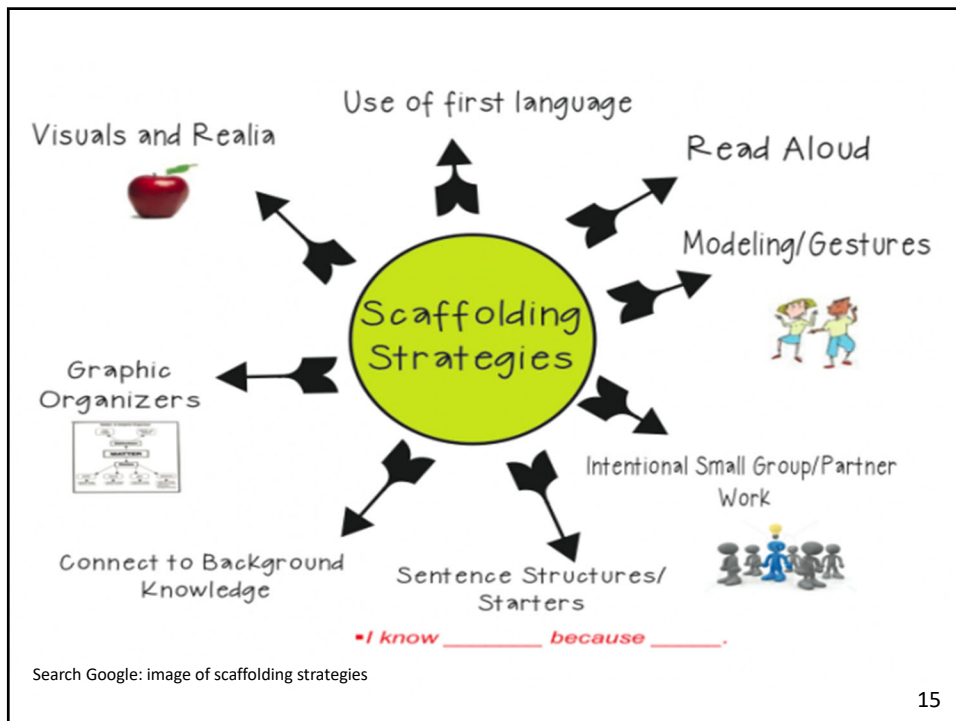 Use of first language
Visuals and Realia
Read Aloud
Modeling/Gestures
Scaffolding
Strategies
Graphic
Organizers
MATTER
Intentional Small Group/Partner
Work
Connect to Background
Knowledge
Sentence Structures/
Starters
▪I know ________ because ______.
Search Google: image of scaffolding strategies
15